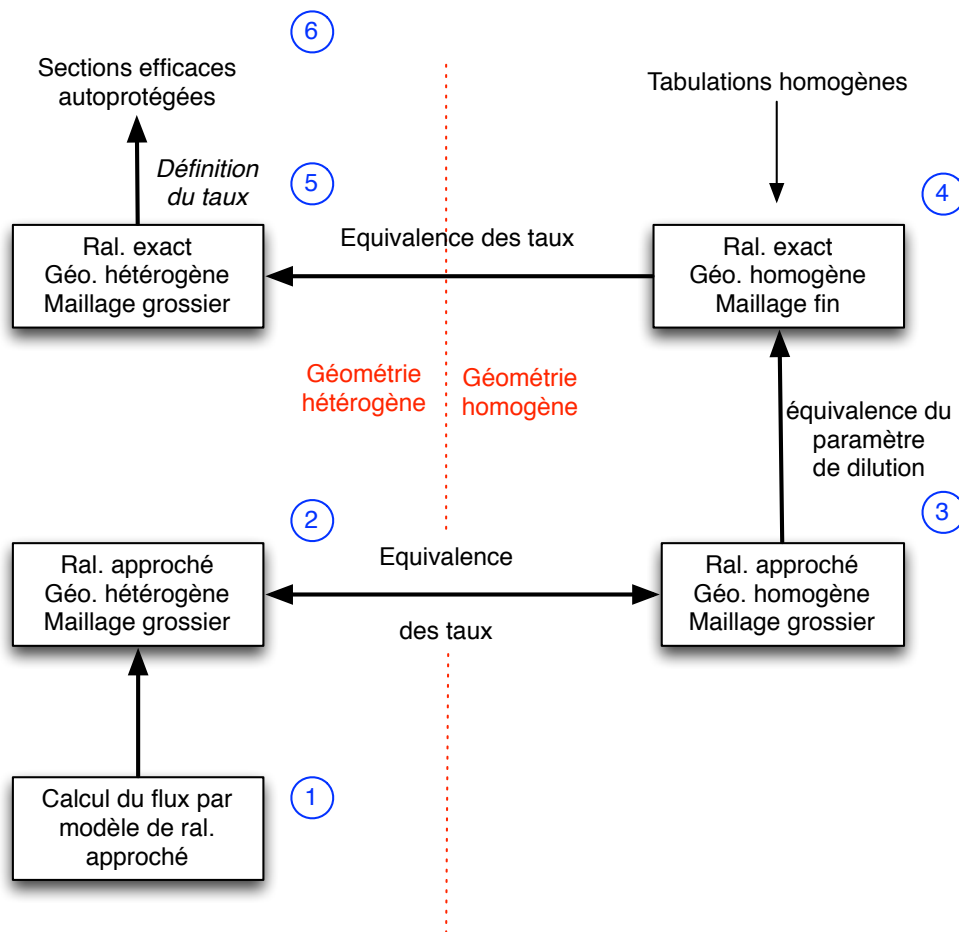 6
Sections efficaces
autoprotégées
Tabulations homogènes
Définition
du taux
5
4
Ral. exact
Géo. hétérogène
Maillage grossier
Equivalence des taux
Ral. exact
Géo. homogène
Maillage fin
Géométrie
hétérogène
Géométrie
homogène
équivalence du
paramètre
de dilution
2
3
Ral. approché
Géo. hétérogène
Maillage grossier
Equivalence
des taux
Ral. approché
Géo. homogène
Maillage grossier
Calcul du flux par
modèle de ral.
approché
1